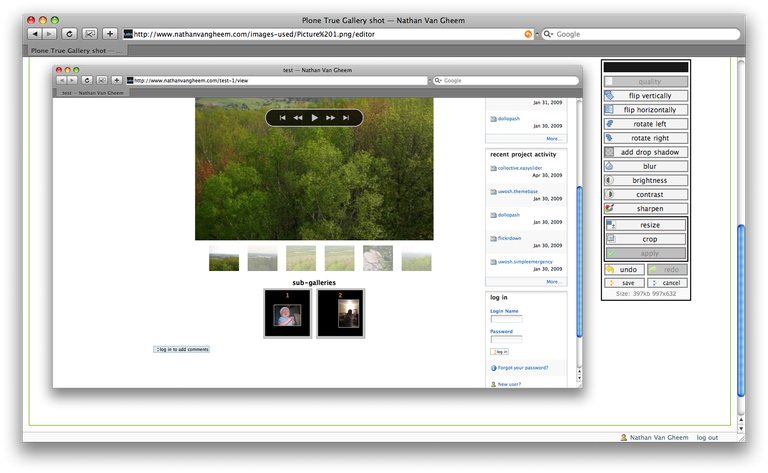 Plone True Gallery shot — Nathan Van Gheem
http://www.nathanvangheem.com/images-used/Picture%201.png/editor
Google
Plone True Gallery shot — ...
test — Nathan Van Gheem
http://www.nathanvangheem.com/test-1/view
Google
test — Nathan Van Gheem
Jan 31, 2009
dollopash
Jan 30, 2009
More...
recent project activity
collective.easyslider
Apr 30, 2009
uwosh.themebase
Jan 30, 2009
dollopash
Jan 30, 2009
flickrdown
Jan 30, 2009
uwosh.simpleemergency
Jan 30, 2009
More...
sub-galleries
1
2
log in to add comments
log in
Login Name
Password
log in
Forgot your password?
New user?
quality
flip vertically
flip horizontally
rotate left
rotate right
add drop shadow
blur
brightness
contrast
sharpen
resize
crop
apply
undo
redo
save
cancel
Size: 397kb 997x632
Nathan Van Gheem
log out